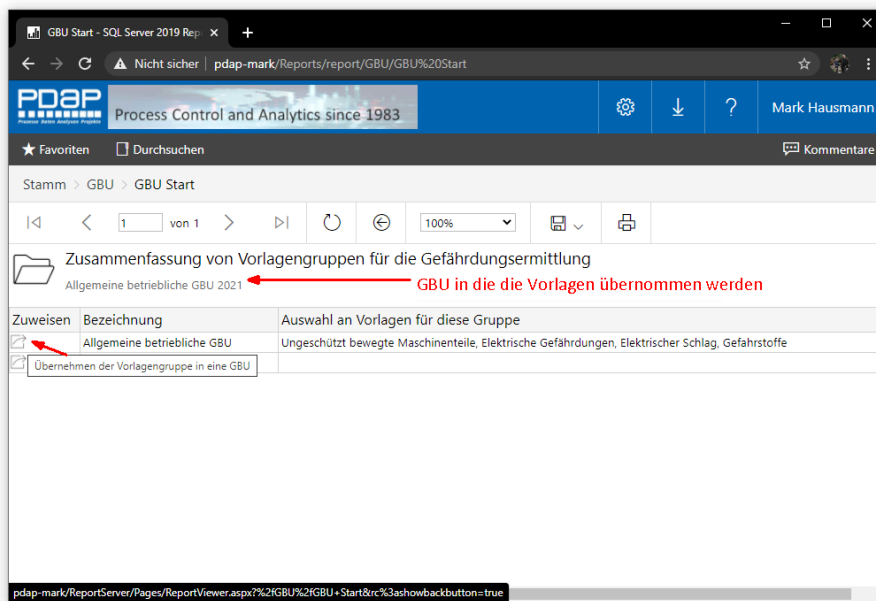 GBU Start - SQL Server 2019 Rep
Nicht sicher | pdap-mark/Reports/report/GBU/GBU%20Start
PDAP
Prozesse Daten Analysen Projekte
Process Control and Analytics since 1983
Mark Hausmann
Favoriten
Durchsuchen
Kommentare
Stamm > GBU > GBU Start
1 von 1
100%
Zusammenfassung von Vorlagengruppen für die Gefährdungsermittlung
Allgemeine betriebliche GBU 2021
GBU in die die Vorlagen übernommen werden
Zuweisen Bezeichnung Auswahl an Vorlagen für diese Gruppe
Allgemeine betriebliche GBU Ungeschützt bewegte Maschinenteile, Elektrische Gefährdungen, Elektrischer Schlag, Gefahrstoffe
Übernehmen der Vorlagengruppe in eine GBU
pdap-mark/ReportServer/Pages/ReportViewer.aspx?%2fGBU%2fGBU+Start&rc%3ashowbackbutton=true